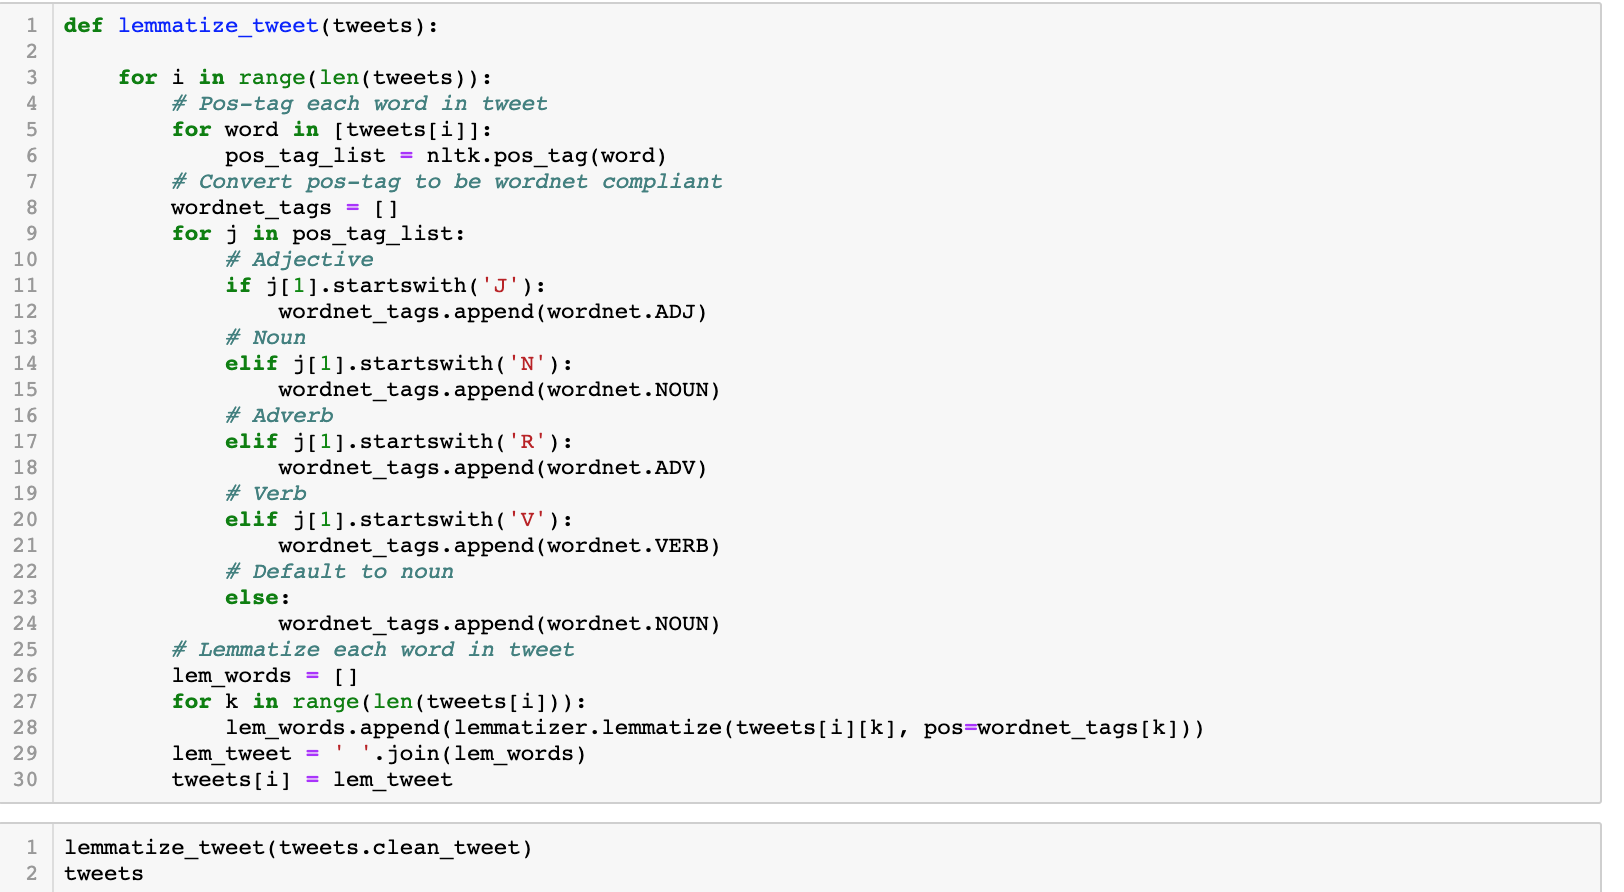 1 def lemmatize_tweet(tweets):
2
3     for i in range(len(tweets)):
4         # Pos-tag each word in tweet
5         for word in [tweets[i]]:
6             pos_tag_list = nltk.pos_tag(word)
7         # Convert pos-tag to be wordnet compliant
8         wordnet_tags = []
9         for j in pos_tag_list:
10             # Adjective
11             if j[1].startswith('J'):
12                 wordnet_tags.append(wordnet.ADJ)
13             # Noun
14             elif j[1].startswith('N'):
15                 wordnet_tags.append(wordnet.NOUN)
16             # Adverb
17             elif j[1].startswith('R'):
18                 wordnet_tags.append(wordnet.ADV)
19             # Verb
20             elif j[1].startswith('V'):
21                 wordnet_tags.append(wordnet.VERB)
22             # Default to noun
23             else:
24                 wordnet_tags.append(wordnet.NOUN)
25         # Lemmatize each word in tweet
26         lem_words = []
27         for k in range(len(tweets[i])):
28             lem_words.append(lemmatizer.lemmatize(tweets[i][k], pos=wordnet_tags[k]))
29         lem_tweet = ' '.join(lem_words)
30         tweets[i] = lem_tweet
1 lemmatize_tweet(tweets.clean_tweet)
2 tweets